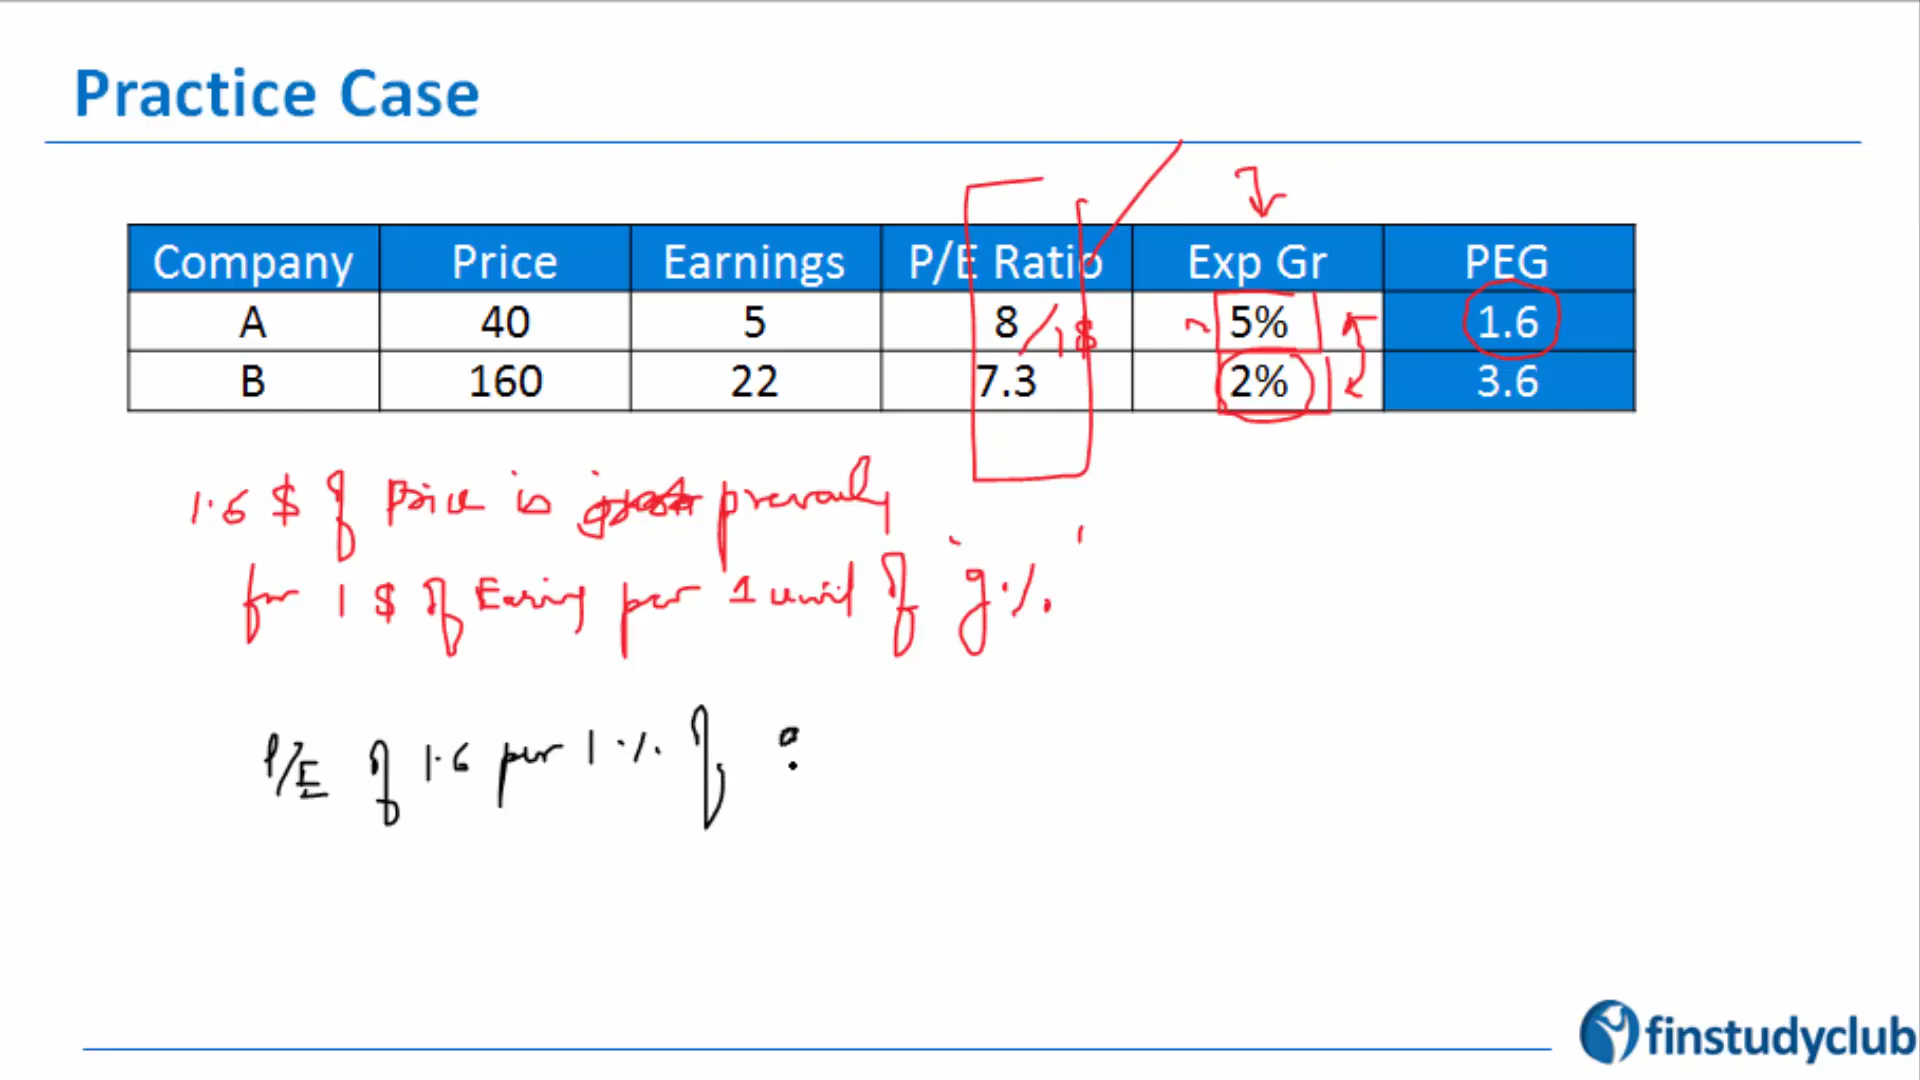 Practice Case
Company Price Earnings P/E Ratio Exp Gr PEG
A 40 5 8 /1$ 5% 1.6
B 160 22 7.3 2% 3.6
1.6 $ of Price is
for 1 $ of Earning per 1 unit of 'g%'
P/E of 1.6 per 1% of
finstudyclub